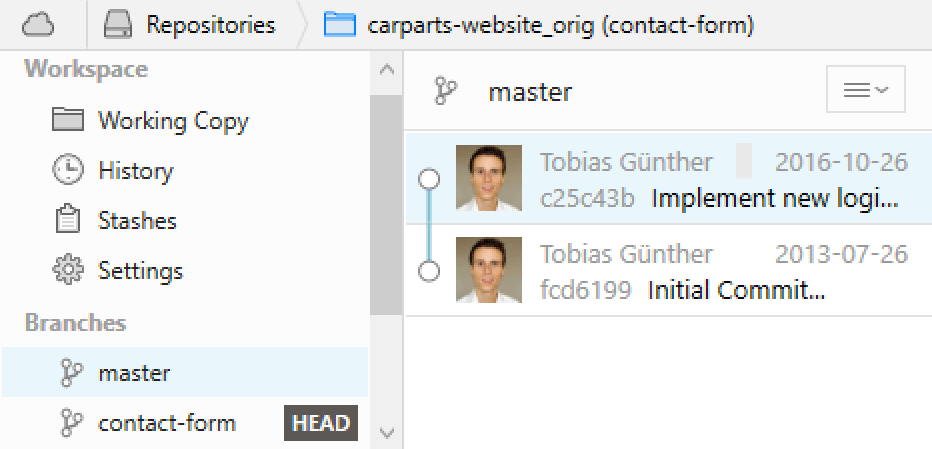 Repositories carparts-website_orig (contact-form)
Workspace
Working Copy
History
Stashes
Settings
Branches
master
contact-form HEAD
master
Tobias Günther 2016-10-26
c25c43b Implement new logi...
Tobias Günther 2013-07-26
fcd6199 Initial Commit...